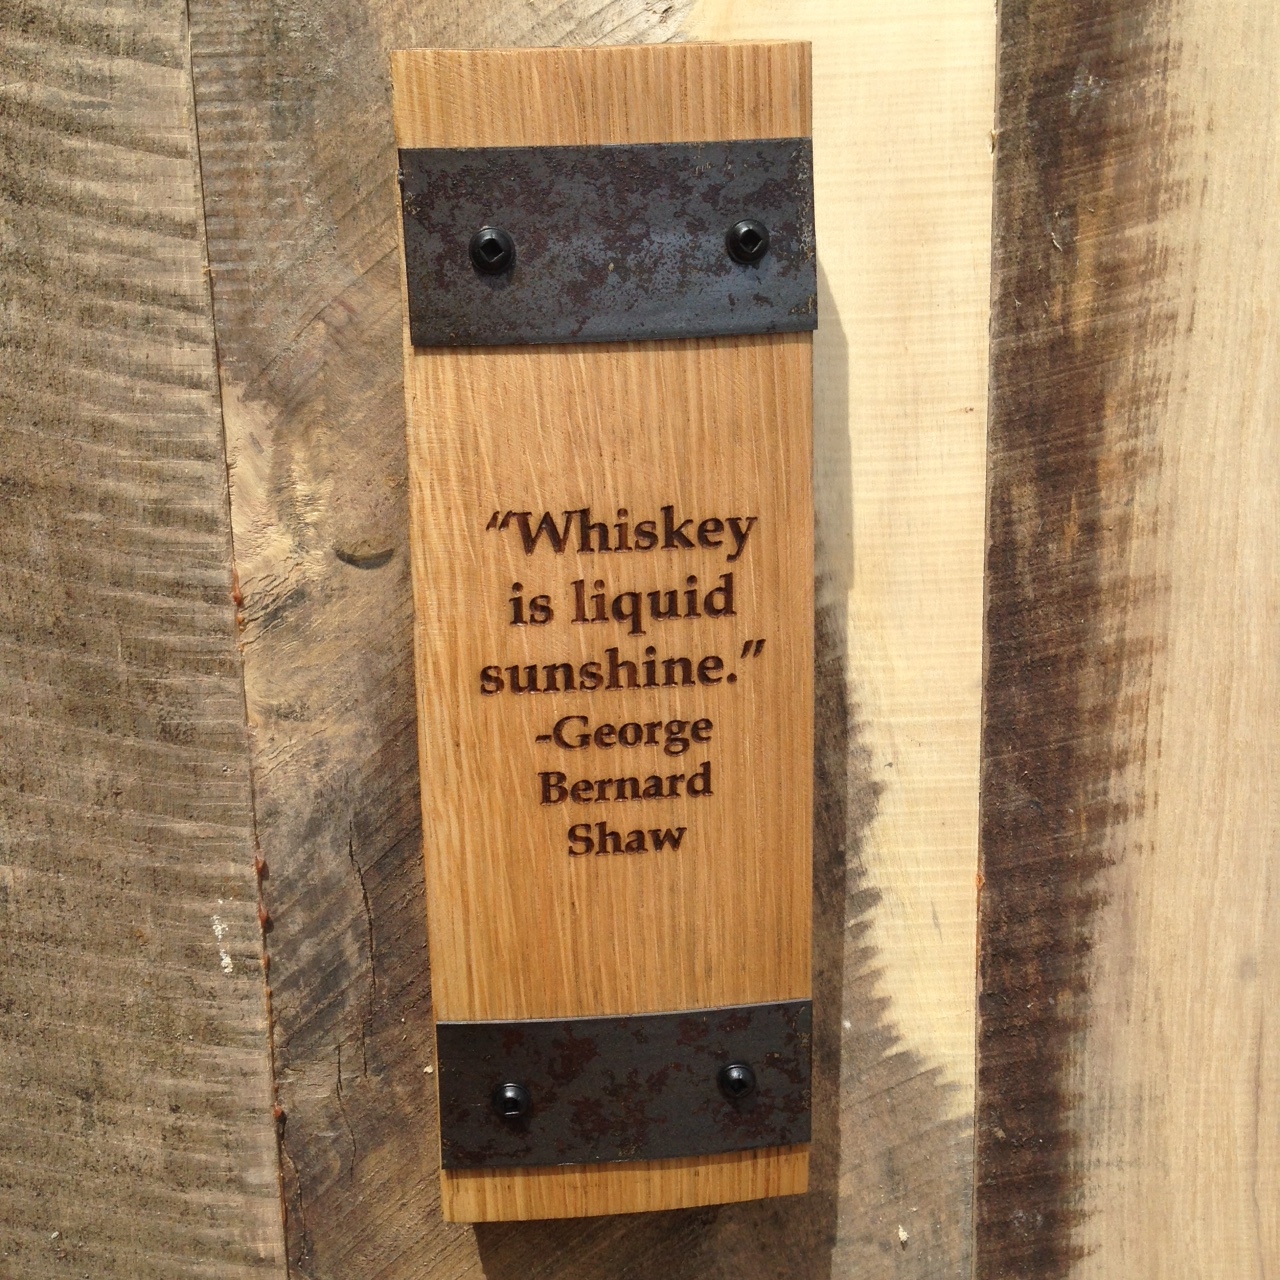 “Whiskey
is liquid
sunshine.”
-George
Bernard
Shaw